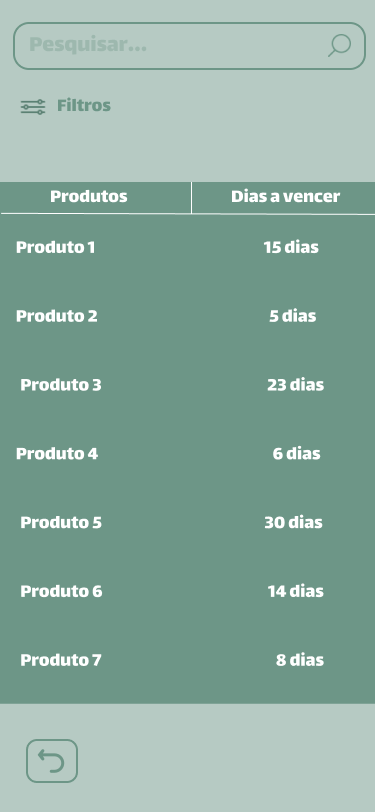 Pesquisar...
Filtros
Produtos Dias a vencer
Produto 1 15 dias
Produto 2 5 dias
Produto 3 23 dias
Produto 4 6 dias
Produto 5 30 dias
Produto 6 14 dias
Produto 7 8 dias